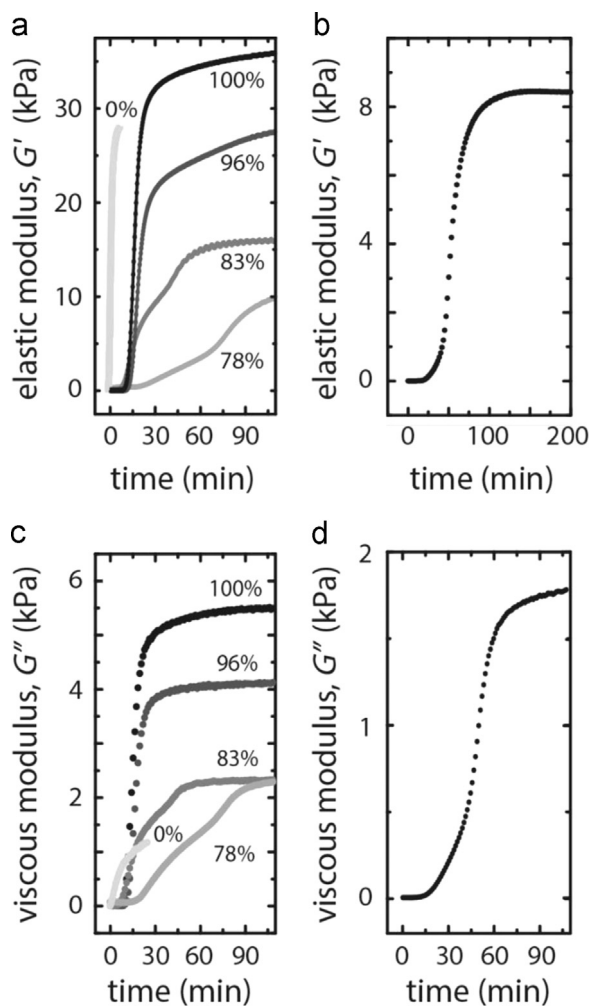 a
elastic modulus, G′ (kPa)
30
20
10
0
0%
100%
96%
83%
78%
0 30 60 90
time (min)
b
elastic modulus, G′ (kPa)
8
4
0
0 100 200
time (min)
c
viscous modulus, G″ (kPa)
6
4
2
0
100%
96%
83%
0%
78%
0 30 60 90
time (min)
d
viscous modulus, G″ (kPa)
2
1
0
0 30 60 90
time (min)